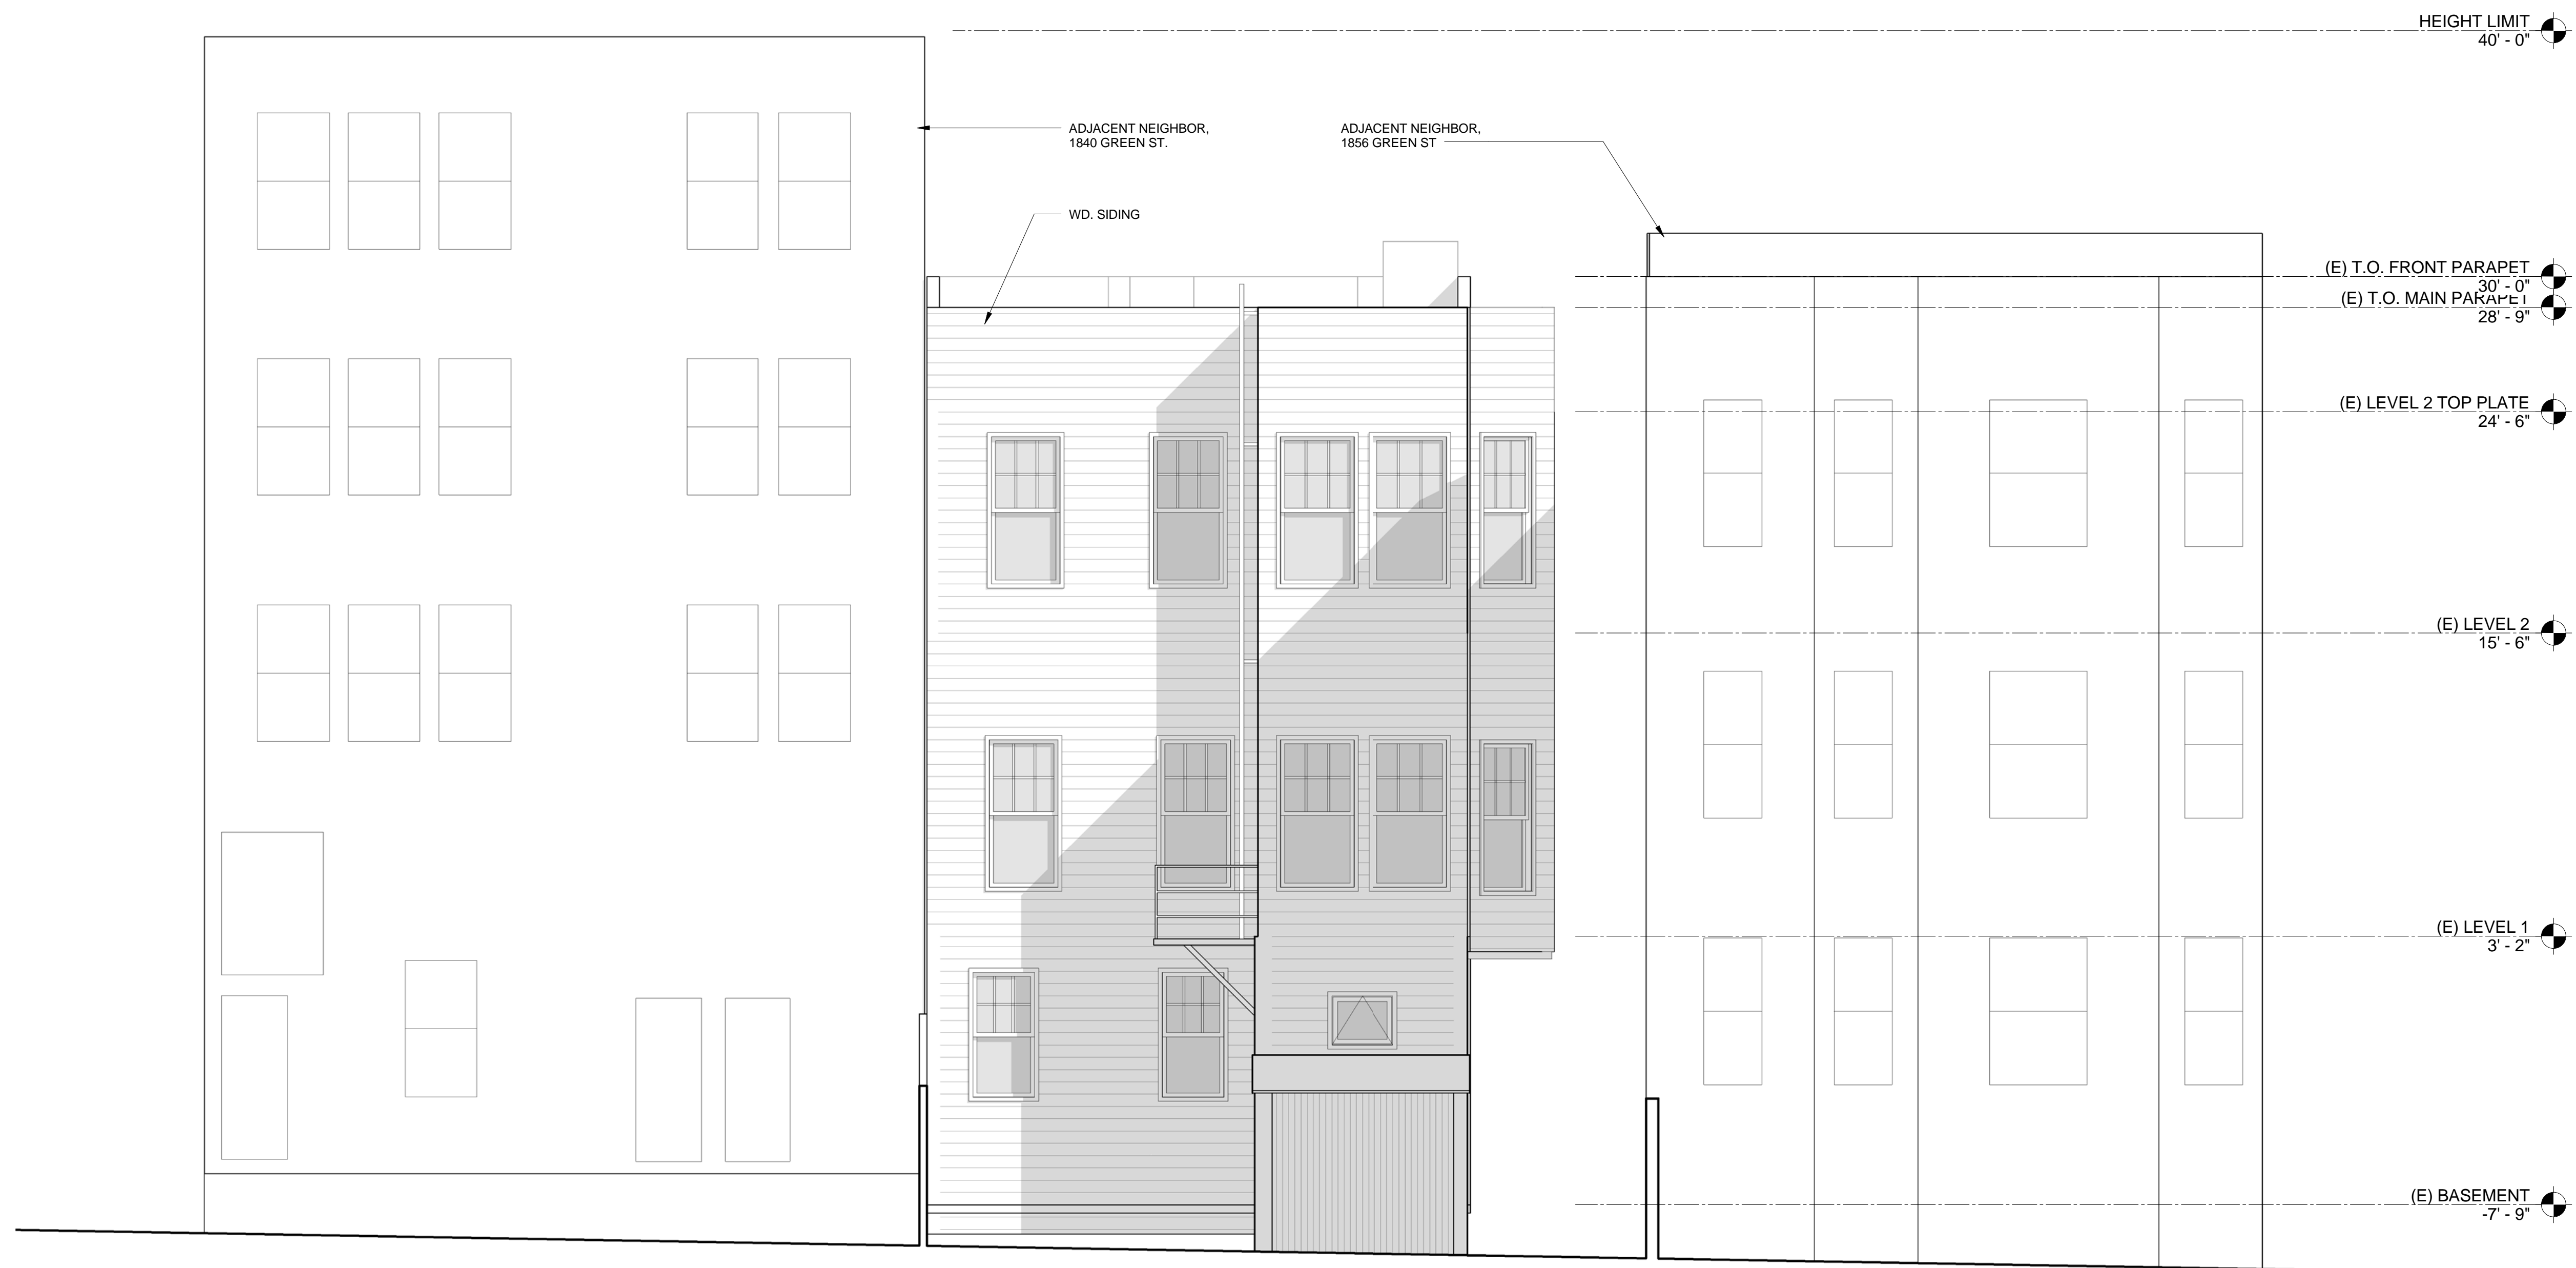 HEIGHT LIMIT
40' - 0"
ADJACENT NEIGHBOR,
1840 GREEN ST.
ADJACENT NEIGHBOR,
1856 GREEN ST
WD. SIDING
(E) T.O. FRONT PARAPET
30' - 0"
(E) T.O. MAIN PARAPET
28' - 9"
(E) LEVEL 2 TOP PLATE
24' - 6"
(E) LEVEL 2
15' - 6"
(E) LEVEL 1
3' - 2"
(E) BASEMENT
-7' - 9"